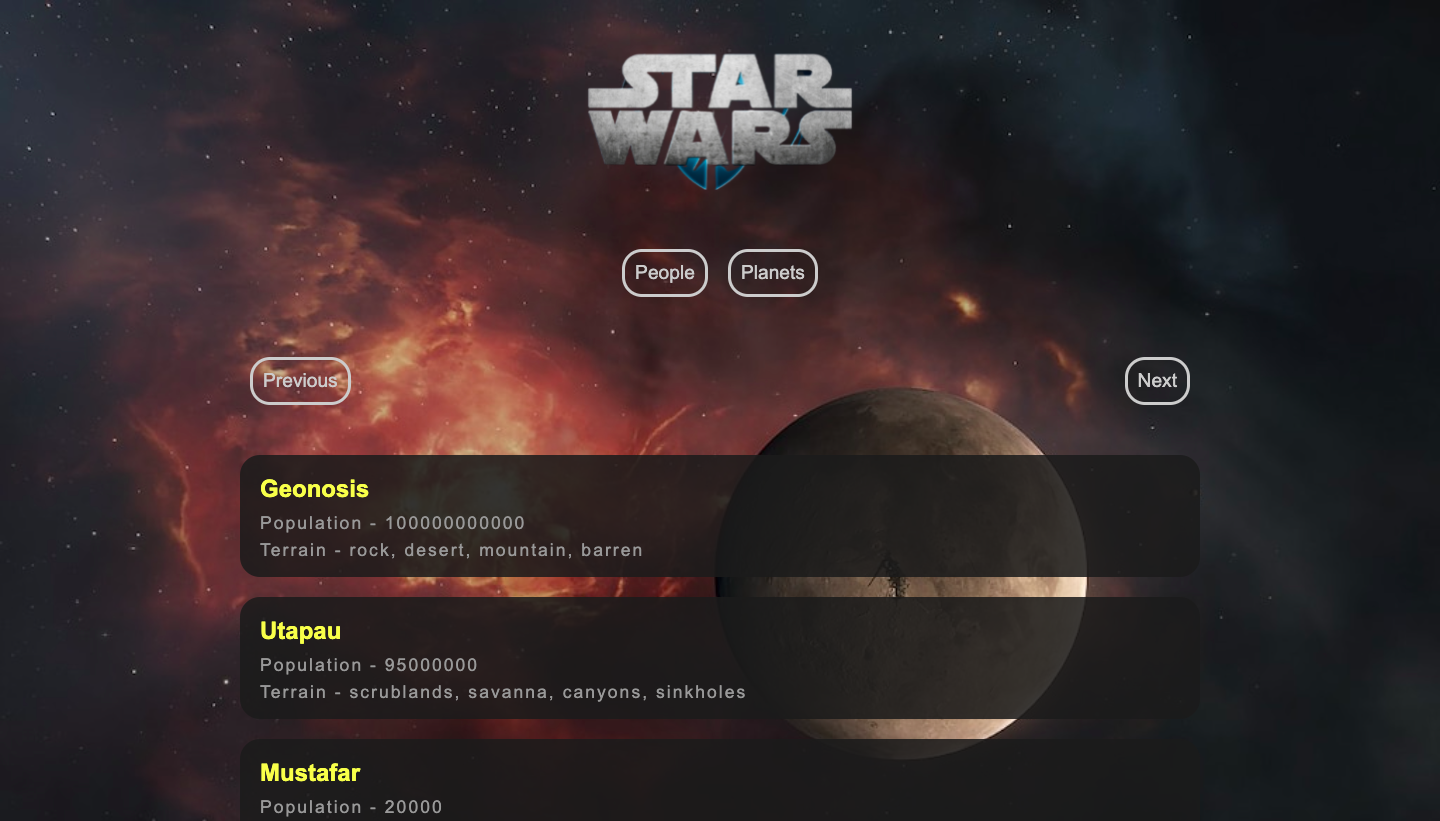 STAR
WARS
People
Planets
Previous
Next
Geonosis
Population - 100000000000
Terrain - rock, desert, mountain, barren
Utapau
Population - 95000000
Terrain - scrublands, savanna, canyons, sinkholes
Mustafar
Population - 20000